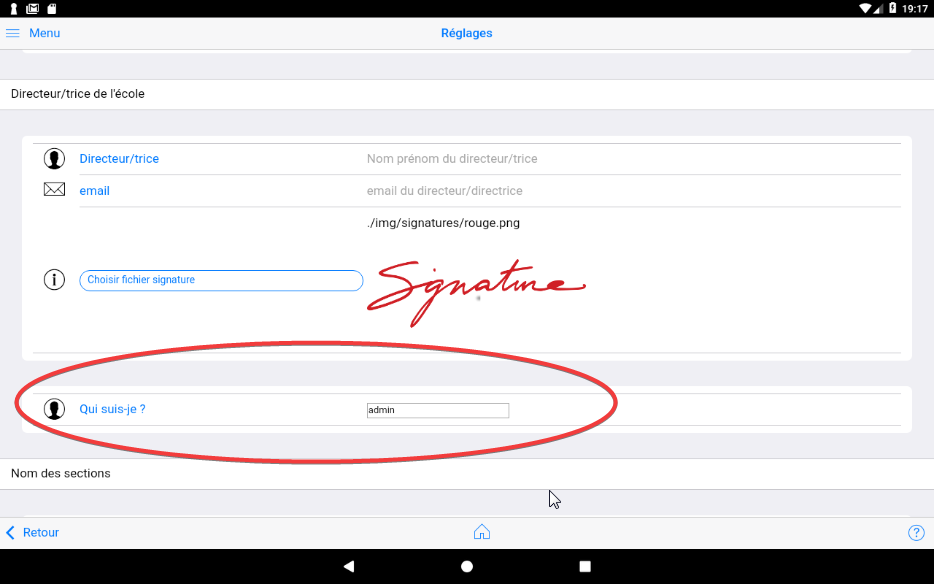 19:17
Menu
Réglages
Directeur/trice de l'école
Directeur/trice
Nom prénom du directeur/trice
email
email du directeur/directrice
./img/signatures/rouge.png
Choisir fichier signature
Signature
Qui suis-je ?
admin
Nom des sections
Retour
?